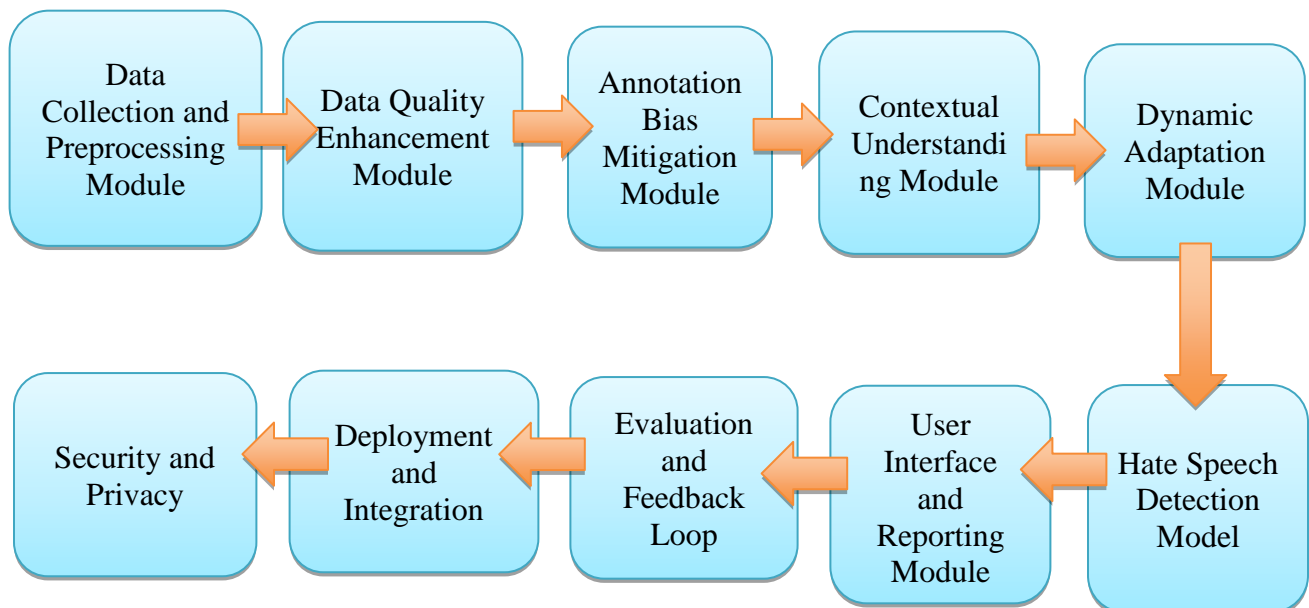 Data
Collection and
Preprocessing
Module
Data Quality
Enhancement
Module
Annotation
Bias
Mitigation
Module
Contextual
Understandi
ng Module
Dynamic
Adaptation
Module
Security and
Privacy
Deployment
and
Integration
Evaluation
and
Feedback
Loop
User
Interface
and
Reporting
Module
Hate Speech
Detection
Model